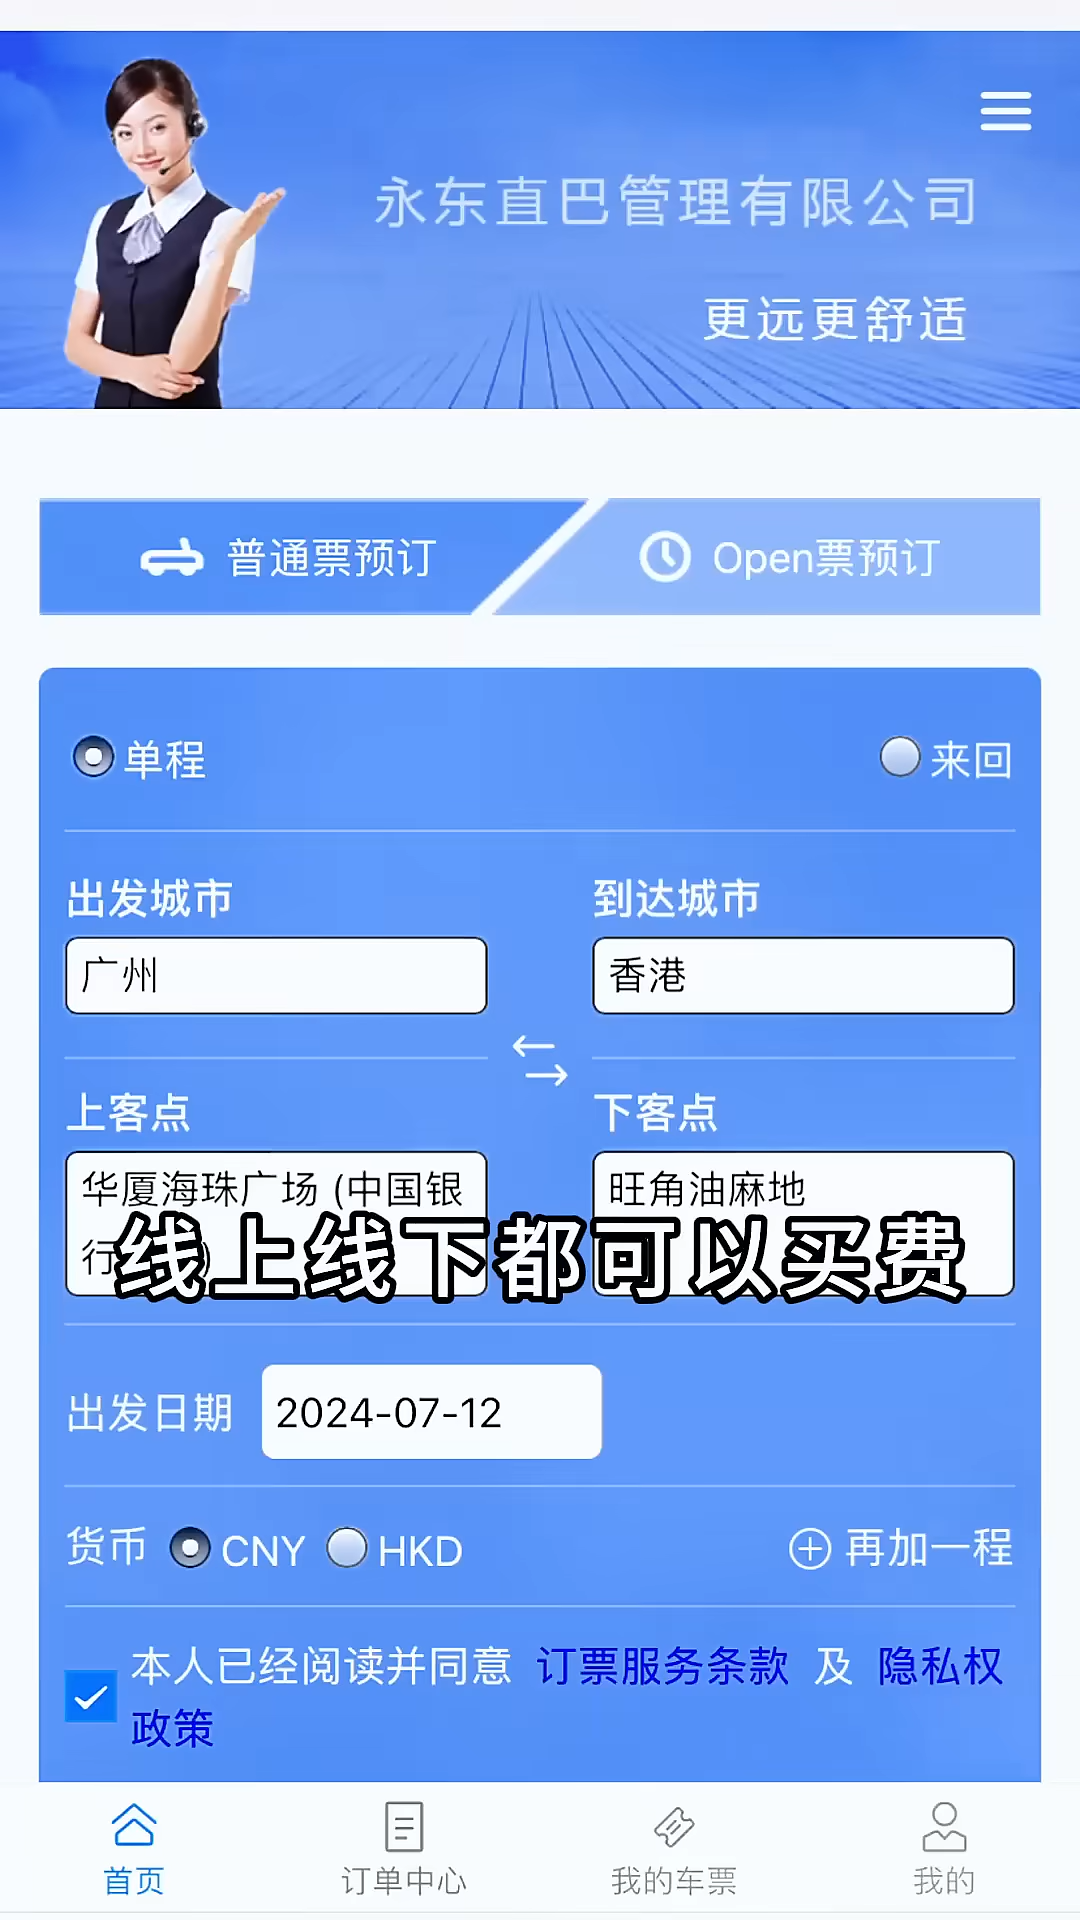 永东直巴管理有限公司
更远更舒适
普通票预订
Open票预订
单程
来回
出发城市
到达城市
广州
香港
上客点
下客点
华厦海珠广场 (中国银
行
旺角油麻地
线上线下都可以买费
出发日期
2024-07-12
货币
CNY
HKD
再加一程
本人已经阅读并同意 订票服务条款 及 隐私权
政策
首页
订单中心
我的车票
我的